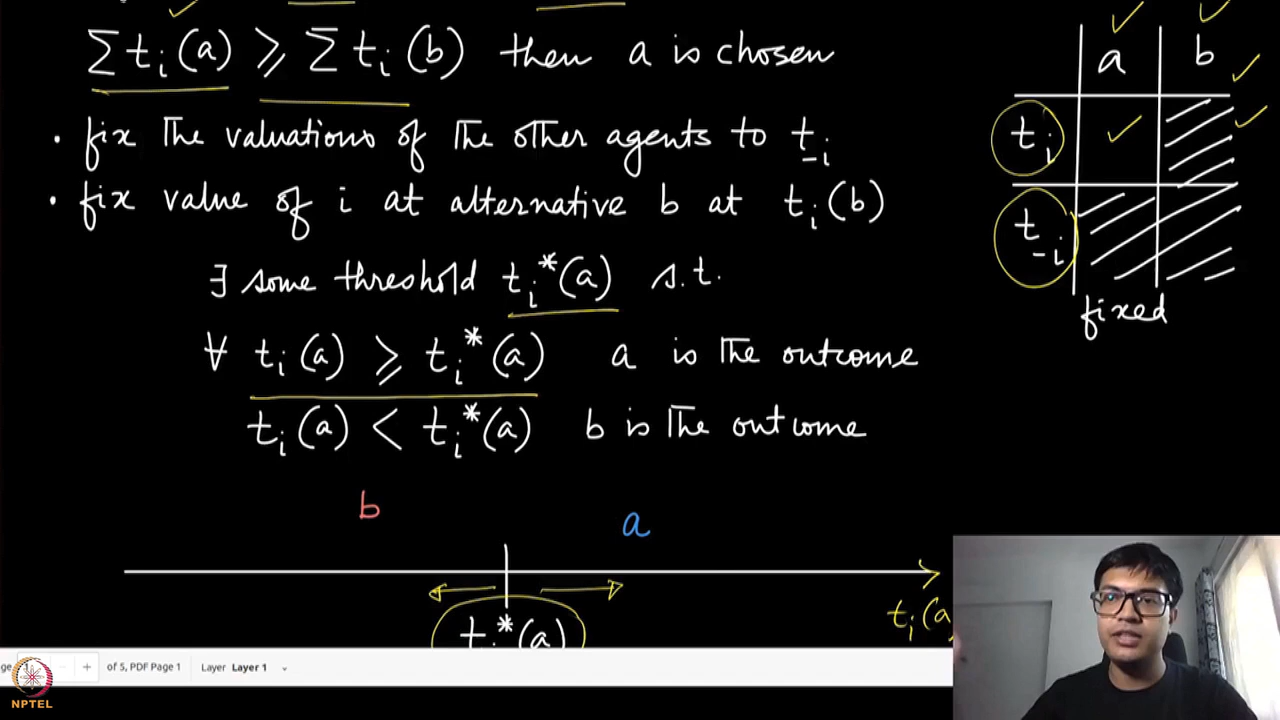 ∑ tᵢ(a) ⩾ ∑ tᵢ(b) then a is chosen
• fix the valuations of the other agents to t₋ᵢ
• fix value of i at alternative b at tᵢ(b)
∃ some threshold tᵢ*(a) s.t.
∀ tᵢ(a) ⩾ tᵢ*(a) a is the outcome
tᵢ(a) < tᵢ*(a) b is the outcome
b
a
tᵢ*(a)
tᵢ(a)
a b
tᵢ
t₋ᵢ
fixed
of 5, PDF Page 1 Layer Layer 1
NPTEL